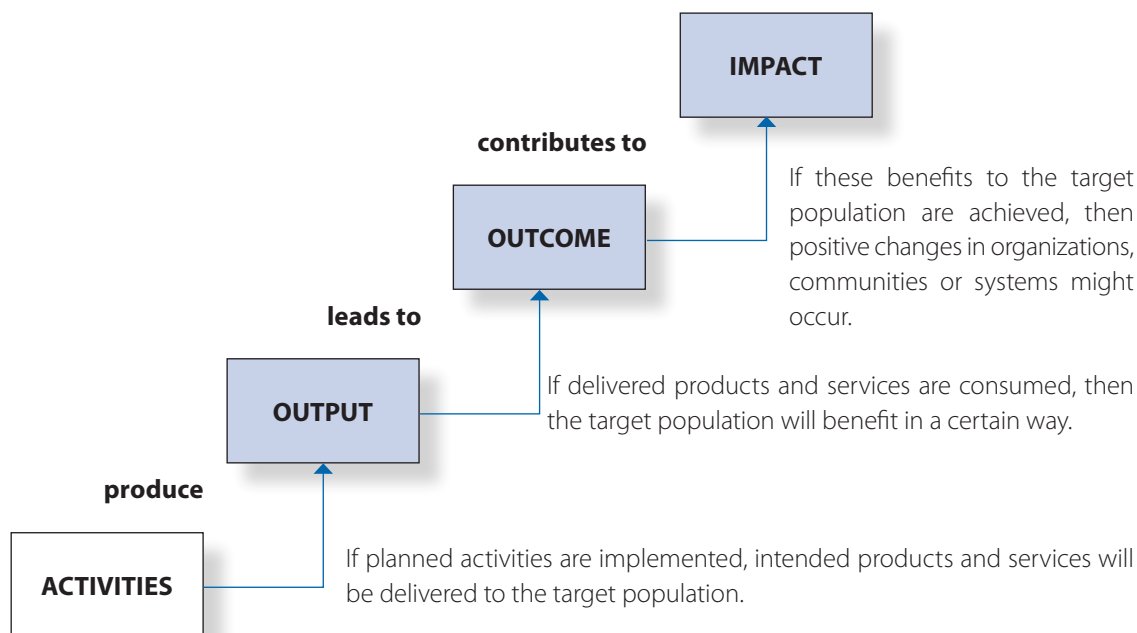 IMPACT
contributes to
If these benefits to the target
population are achieved, then
positive changes in organizations,
communities or systems might
occur.
OUTCOME
leads to
If delivered products and services are consumed, then
the target population will benefit in a certain way.
OUTPUT
produce
If planned activities are implemented, intended products and services will
be delivered to the target population.
ACTIVITIES